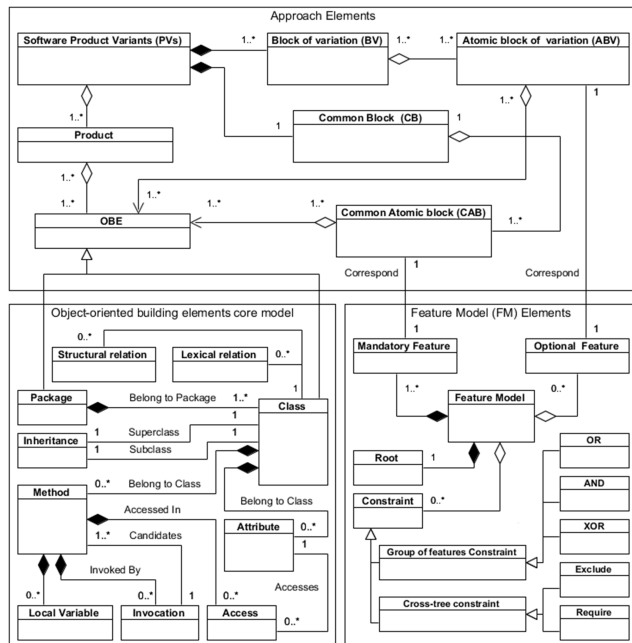 Approach Elements
Software Product Variants (PVs)
1..*
Block of variation (BV)
1..*
1..*
Atomic block of variation (ABV)
1..*
1
1..*
Product
1
Common Block (CB)
1
1..*
1..*
1..*
OBE
1..*
1..*
Common Atomic block (CAB)
1..*
Correspond
1
Correspond
Object-oriented building elements core model
Feature Model (FM) Elements
0..*
1
1
Structural relation
Lexical relation
0..*
Mandatory Feature
Optional Feature
Package
Belong to Package
1..*
1
Class
1..*
Feature Model
0..*
Inheritance
1
Superclass
1
1
Subclass
1
Root
1
OR
Method
0..*
Belong to Class
Constraint
0..*
AND
Accessed In
Belong to Class
1..*
Candidates
Attribute
0..*
1
XOR
Invoked By
Group of features Constraint
Exclude
0..*
0..*
1
0..*
Accesses
0..*
Local Variable
Invocation
Access
Cross-tree constraint
Require